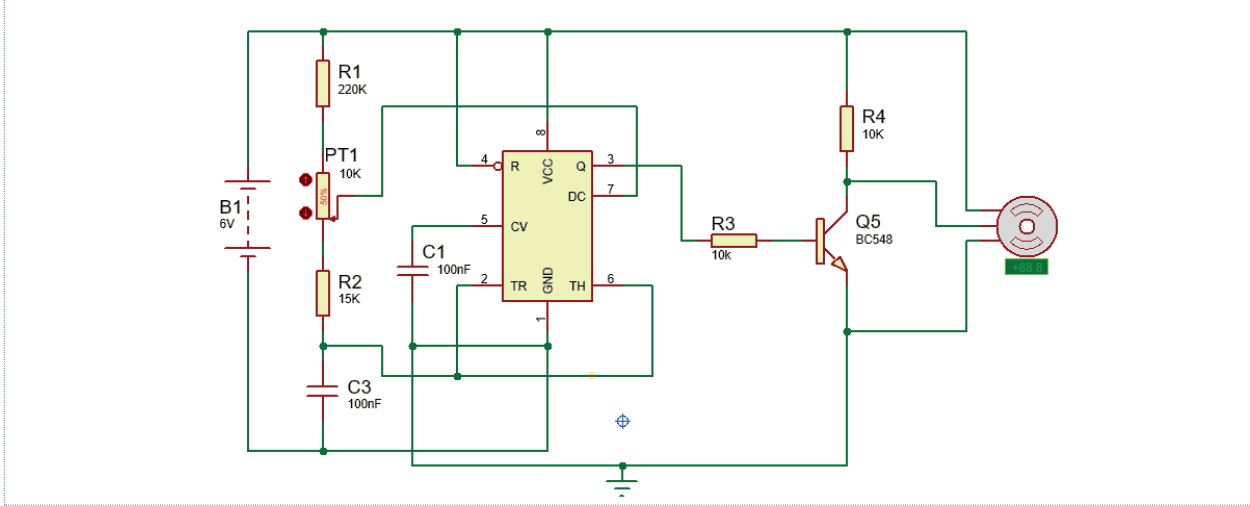 R1
220K
PT1
10K
50%
B1
6V
R2
15K
C3
100nF
C1
100nF
4
R
8
VCC
Q
3
DC
7
5
CV
2
TR
GND
1
TH
6
R3
10k
R4
10K
Q5
BC548
+88.8